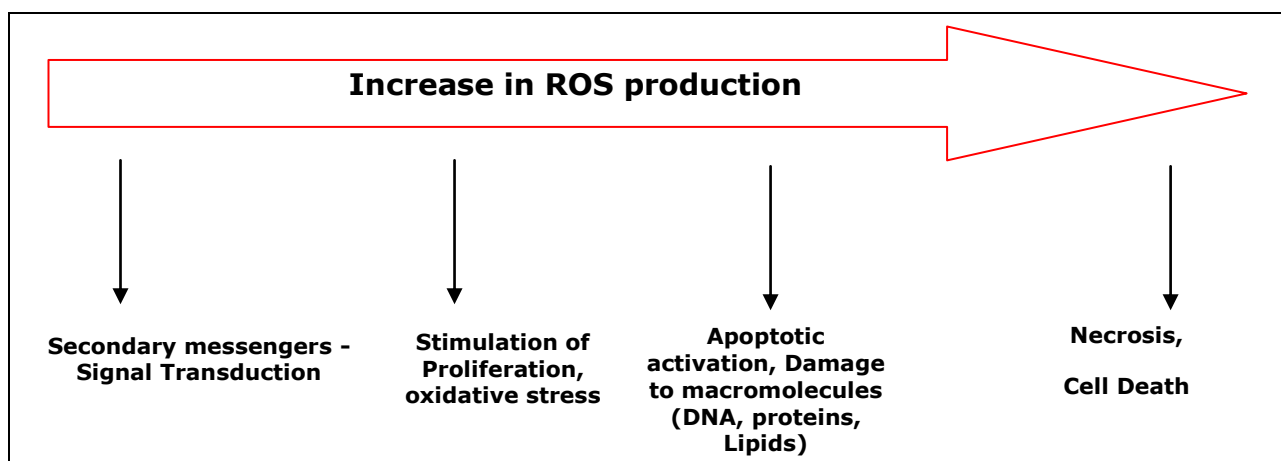 Increase in ROS production
Secondary messengers -
Signal Transduction
Stimulation of
Proliferation,
oxidative stress
Apoptotic
activation, Damage
to macromolecules
(DNA, proteins,
Lipids)
Necrosis,
Cell Death